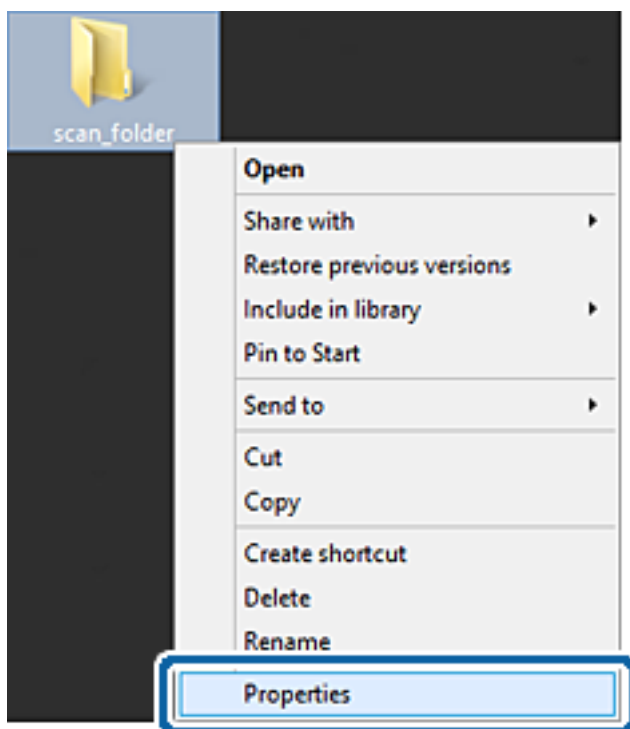 scan_folder
Open
Share with
Restore previous versions
Include in library
Pin to Start
Send to
Cut
Copy
Create shortcut
Delete
Rename
Properties